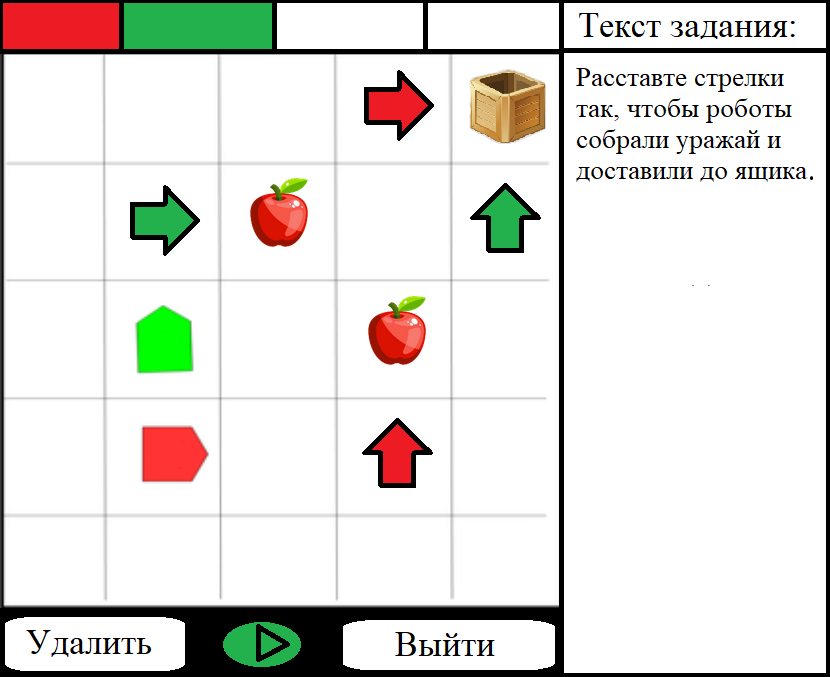 Текст задания:
Расставте стрелки
так, чтобы роботы
собрали уражай и
доставили до ящика.
Удалить
Выйти